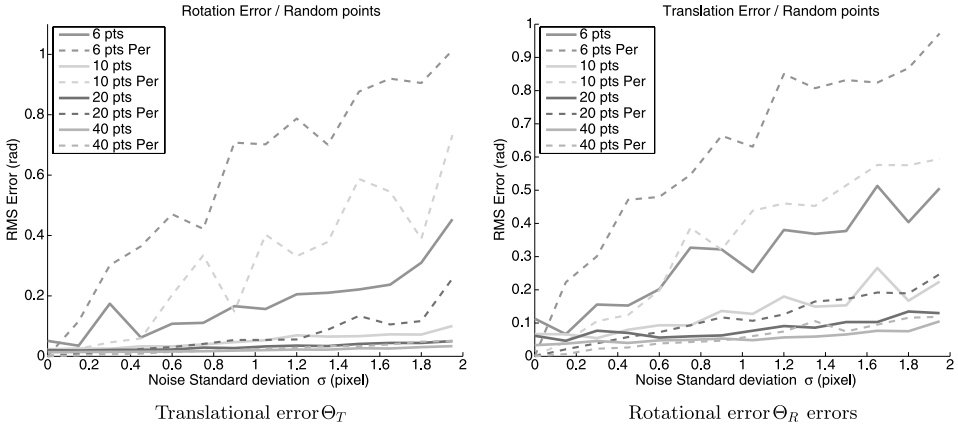 Rotation Error / Random points
6 pts
6 pts Per
10 pts
10 pts Per
20 pts
20 pts Per
40 pts
40 pts Per
RMS Error (rad)
1
0.8
0.6
0.4
0.2
0
0 0.2 0.4 0.6 0.8 1 1.2 1.4 1.6 1.8 2
Noise Standard deviation σ (pixel)
Translational error Θ_T
Translation Error / Random points
6 pts
6 pts Per
10 pts
10 pts Per
20 pts
20 pts Per
40 pts
40 pts Per
RMS Error (rad)
1
0.9
0.8
0.7
0.6
0.5
0.4
0.3
0.2
0.1
0
0 0.2 0.4 0.6 0.8 1 1.2 1.4 1.6 1.8 2
Noise Standard deviation σ (pixel)
Rotational error Θ_R errors